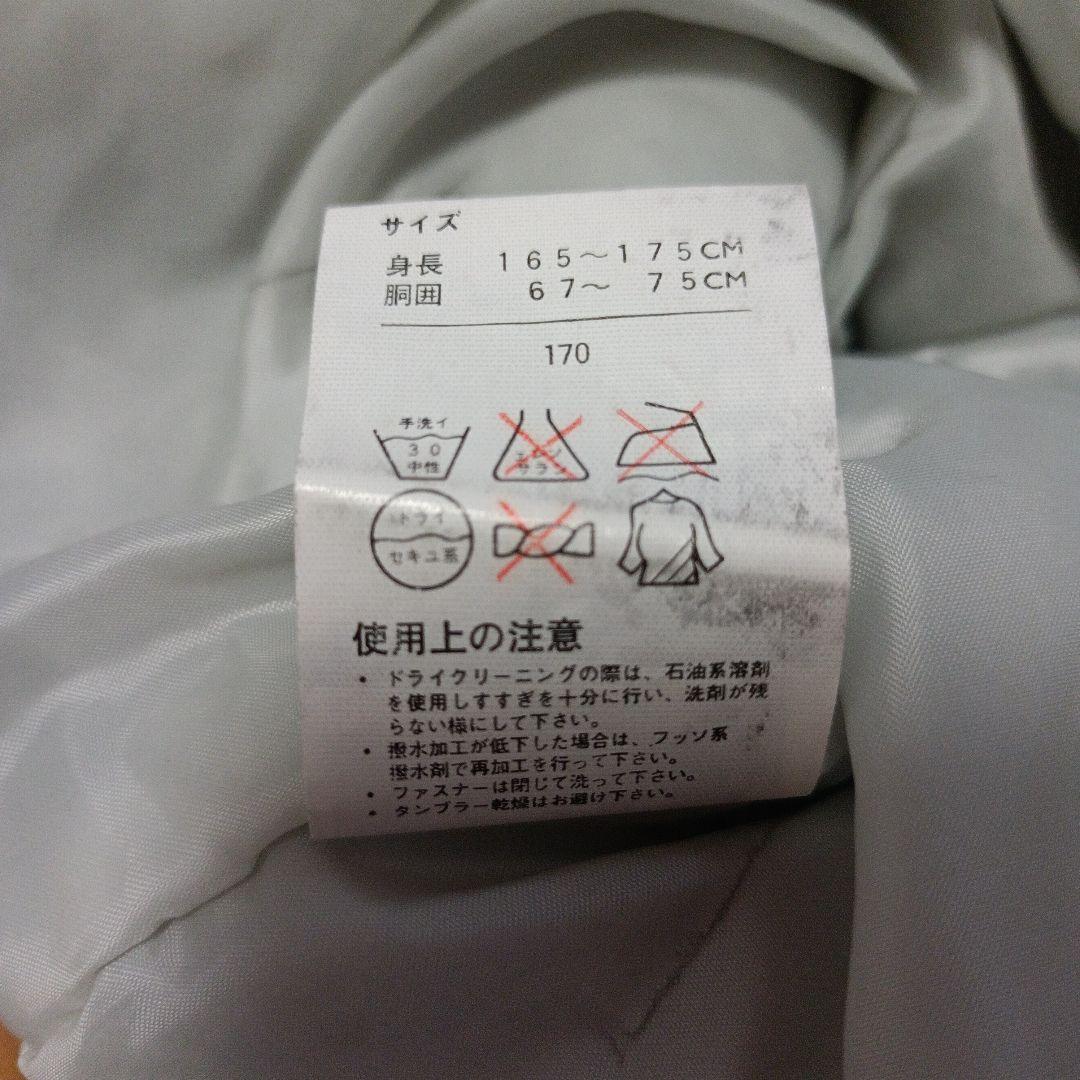 サイズ
身長 165〜175CM
胴囲 67〜 75CM
170
手洗イ
30
中性
エンソ
サラシ
ドライ
セキユ系
使用上の注意
・ドライクリーニングの際は、石油系溶剤
を使用しすすぎを十分に行い、洗剤が残
らない様にして下さい。
・撥水加工が低下した場合は、フッソ系
撥水剤で再加工を行って下さい。
・ファスナーは閉じて洗って下さい。
・タンブラー乾燥はお避け下さい。